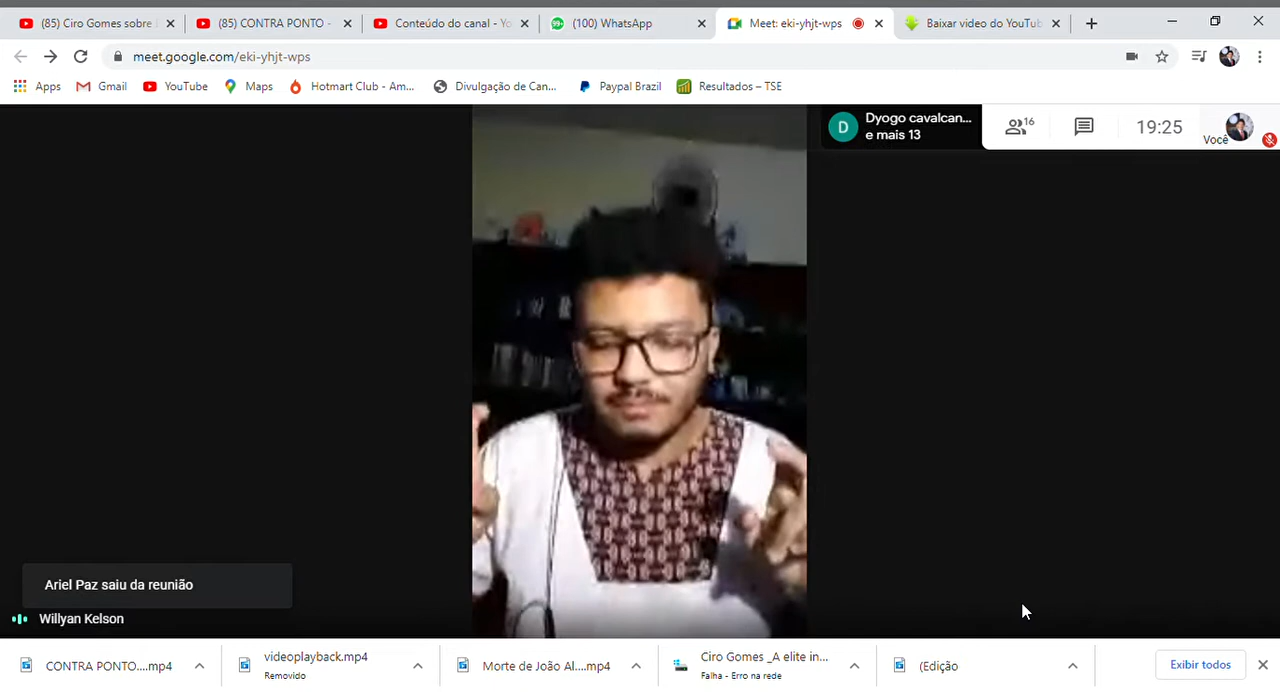 (85) Ciro Gomes sobre
(85) CONTRA PONTO -
Conteúdo do canal - Yo
99+
(100) WhatsApp
Meet: eki-yhjt-wps
Baixar video do YouTub
meet.google.com/eki-yhjt-wps
Apps
Gmail
YouTube
Maps
Hotmart Club - Am...
Divulgação de Can...
Paypal Brazil
Resultados – TSE
D
Dyogo cavalcan...
e mais 13
16
19:25
Você
Ariel Paz saiu da reunião
Willyan Kelson
CONTRA PONTO....mp4
videoplayback.mp4
Removido
Morte de João Al....mp4
Ciro Gomes _A elite in...
Falha - Erro na rede
(Edição
Exibir todos